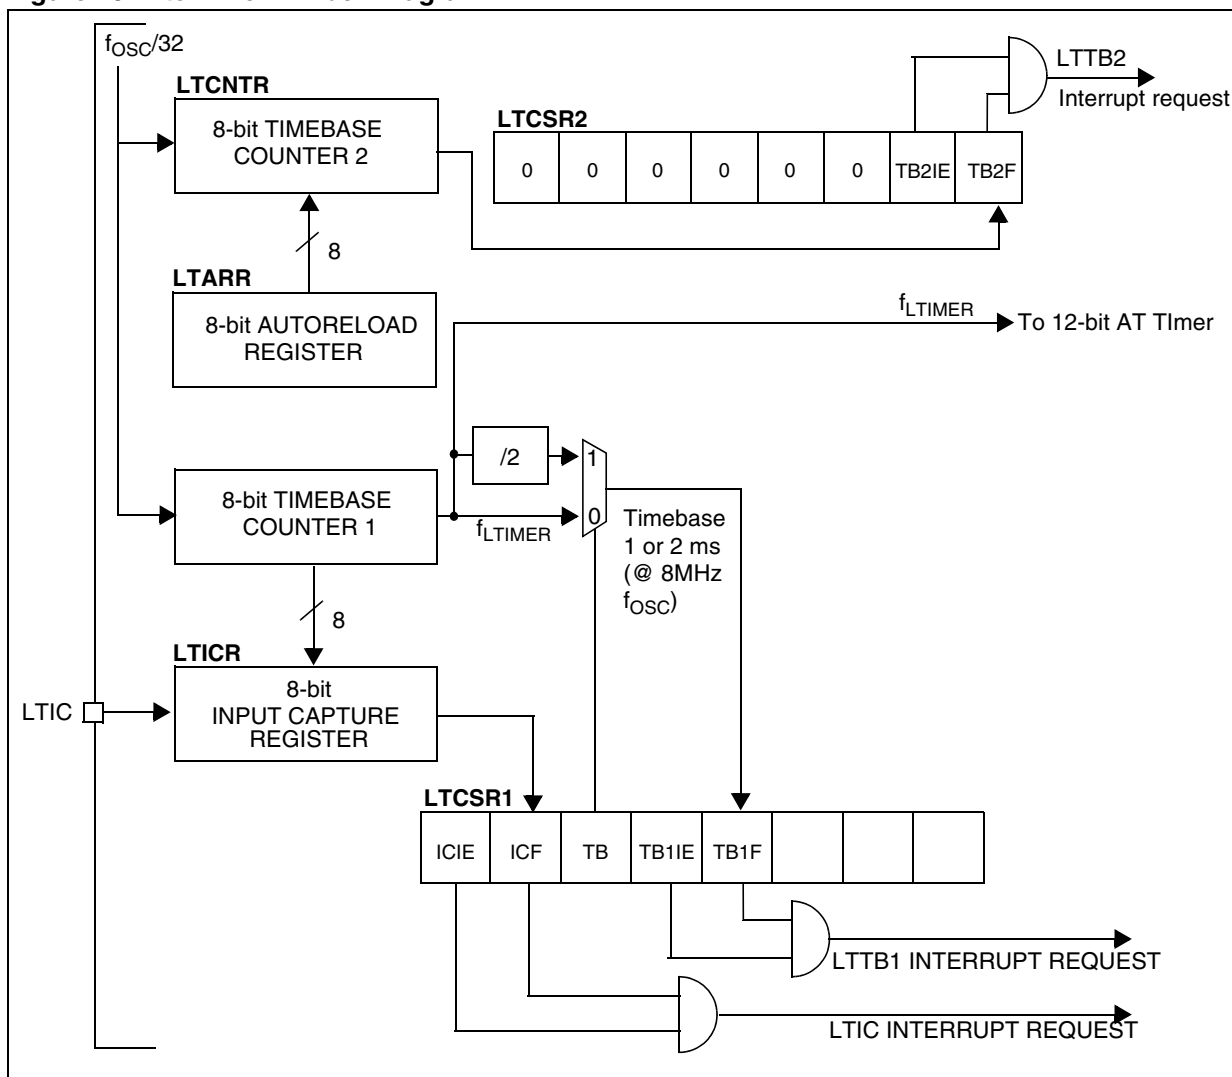 fOSC/32
LTCNTR
8-bit TIMEBASE
COUNTER 2
8
LTARR
8-bit AUTORELOAD
REGISTER
LTCSR2
0 0 0 0 0 0 TB2IE TB2F
LTTB2
Interrupt request
fLTIMER
To 12-bit AT TImer
8-bit TIMEBASE
COUNTER 1
/2
1
0
fLTIMER
Timebase
1 or 2 ms
(@ 8MHz
fOSC)
8
LTICR
LTIC
8-bit
INPUT CAPTURE
REGISTER
LTCSR1
ICIE ICF TB TB1IE TB1F
LTTB1 INTERRUPT REQUEST
LTIC INTERRUPT REQUEST